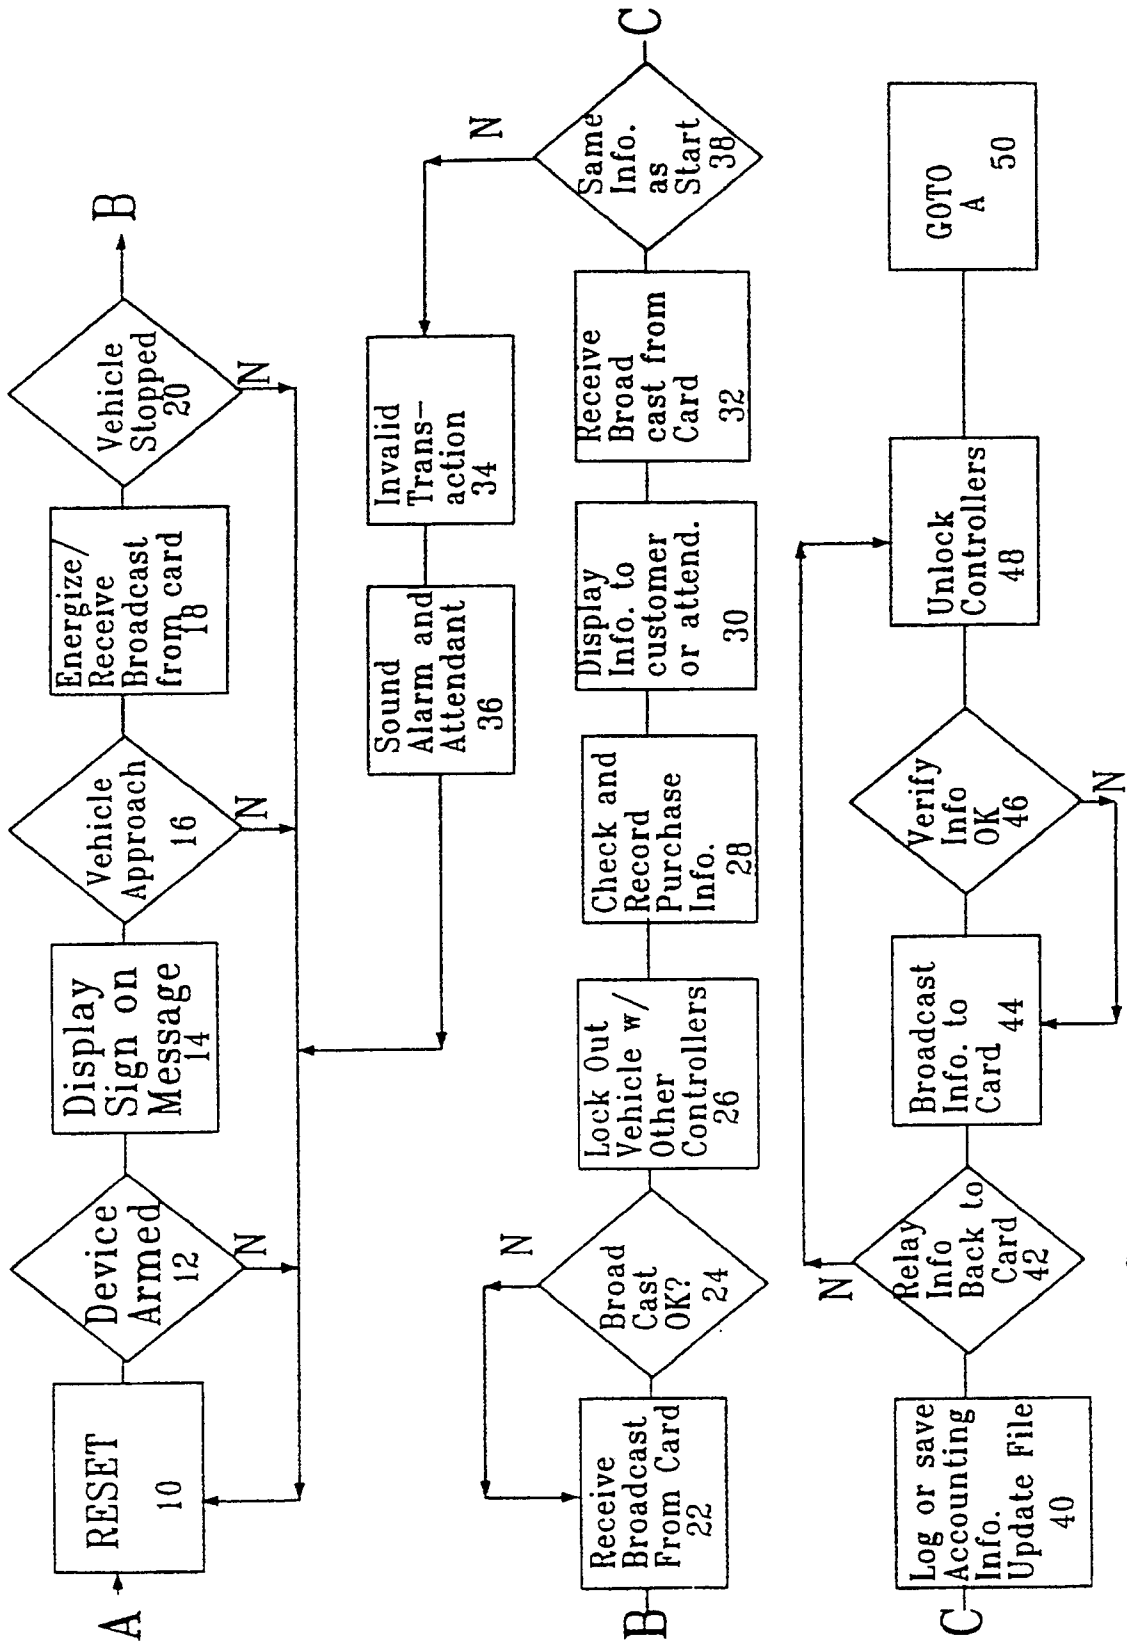 A
RESET
10
Device
Armed
12
N
Display
Sign on
Message
14
Vehicle
Approach
16
N
Energize/
Receive
Broadcast
from card
18
Vehicle
Stopped
20
N
B
Sound
Alarm and
Attendant
36
Invalid
Trans-
action
34
N
B
Receive
Broadcast
From Card
22
N
Broad
Cast
OK?
24
Lock Out
Vehicle w/
Other
Controllers
26
Check and
Record
Purchase
Info.
28
Display
Info. to
customer
or attend.
30
Receive
Broad
cast from
Card
32
Same
Info.
as
Start
38
C
C
Log or save
Accounting
Info.
Update File
40
N
Relay
Info
Back to
Card
42
Broadcast
Info. to
Card
44
Verify
Info
OK
46
N
Unlock
Controllers
48
GOTO
A
50